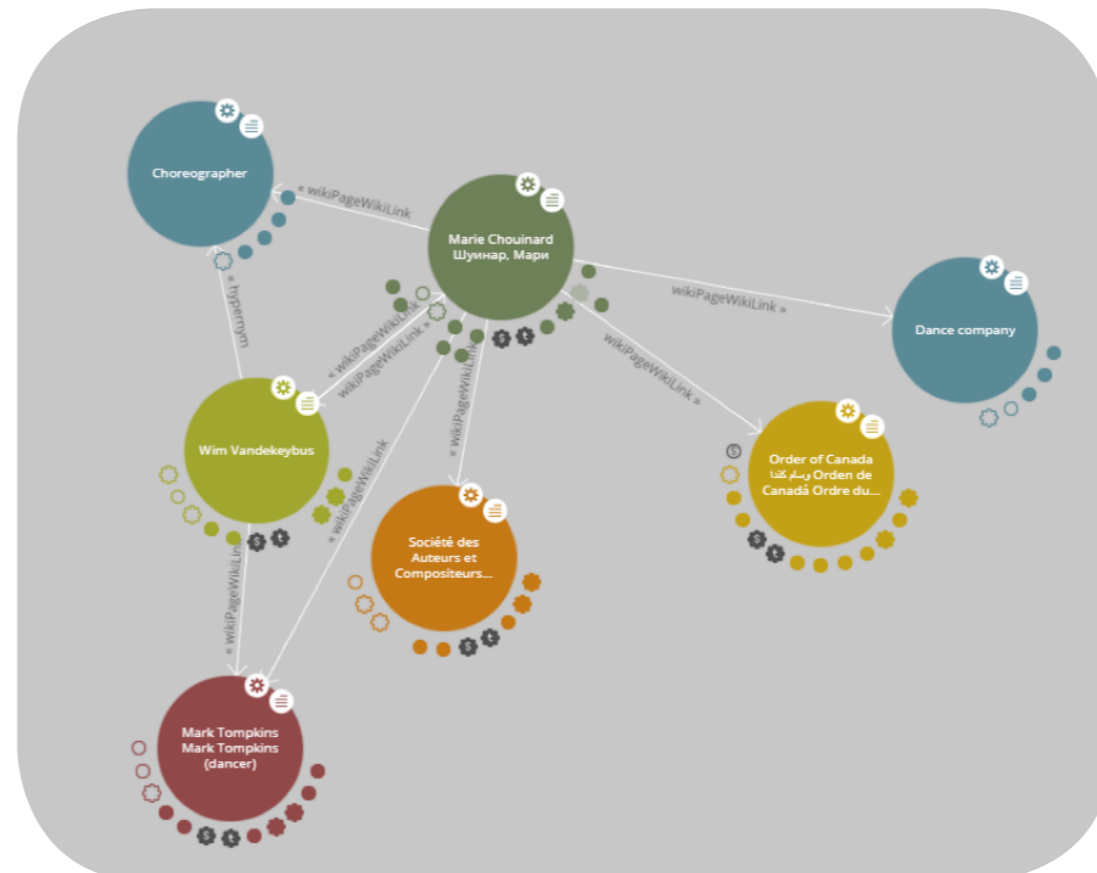 Choreographer
« wikiPageWikiLink
Marie Chouinard
Шуинар, Мари
wikiPageWikiLink »
Dance company
« hypernym
« wikiPageWikiLink
wikiPageWikiLink »
« wikiPageWikiLink
wikiPageWikiLink »
Wim Vandekeybus
Order of Canada
وسام كندا Orden de
Canadá Ordre du...
« wikiPageWikiLink
Société des
Auteurs et
Compositeurs...
« wikiPageWikiLink
Mark Tompkins
Mark Tompkins
(dancer)